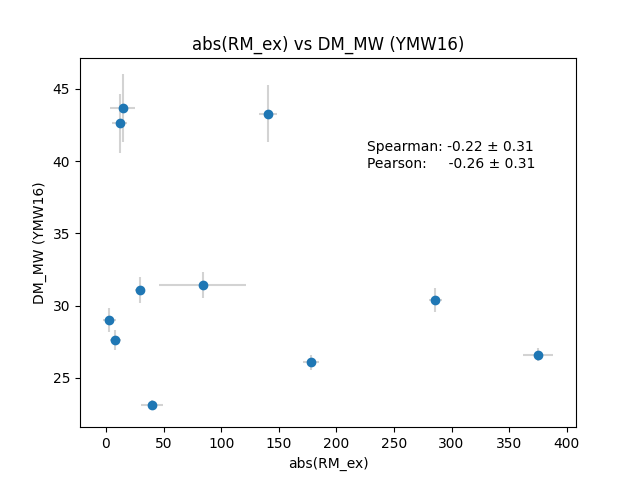 abs(RM_ex) vs DM_MW (YMW16)
45
40
35
30
25
DM_MW (YMW16)
Spearman: -0.22 ± 0.31
Pearson: -0.26 ± 0.31
0 50 100 150 200 250 300 350 400
abs(RM_ex)